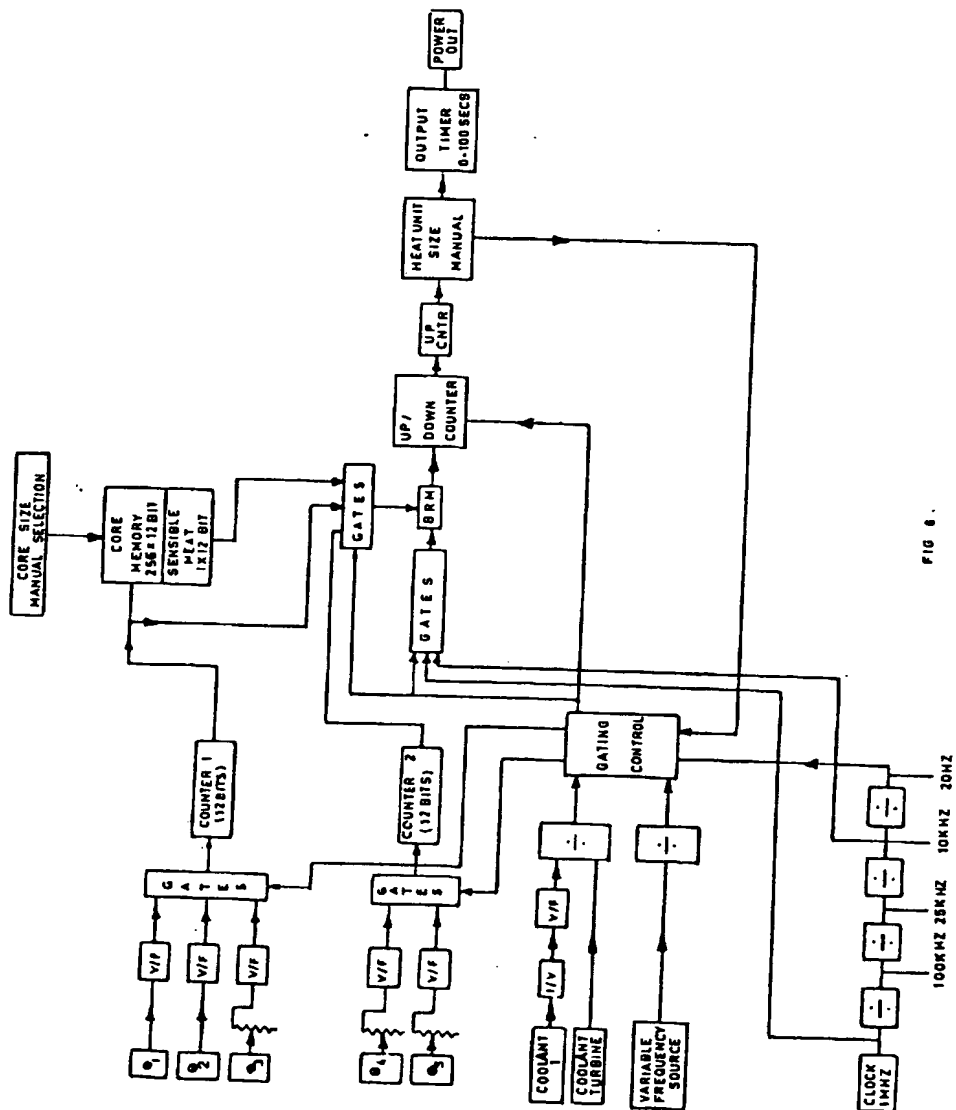 CORE SIZE
MANUAL SELECTION
CORE
MEMORY
256 × 12 BIT
SENSIBLE
HEAT
1 X 12 BIT
POWER
OUT
OUTPUT
TIMER
0-100 SECS
HEAT UNIT
SIZE
MANUAL
UP
CNTR
UP/
DOWN
COUNTER
GATES
BRM
GATES
COUNTER 1
(12 BITS)
COUNTER 2
(12 BITS)
GATES
GATES
V/F
V/F
V/F
V/F
V/F
θ1
θ2
θ3
θ4
θ5
GATING
CONTROL
÷
÷
V/F
I/V
COOLANT
1
COOLANT
TURBINE
VARIABLE
FREQUENCY
SOURCE
CLOCK
1MHZ
÷
÷
÷
÷
100KHZ
25KHZ
10KHZ
20HZ
FIG 6.